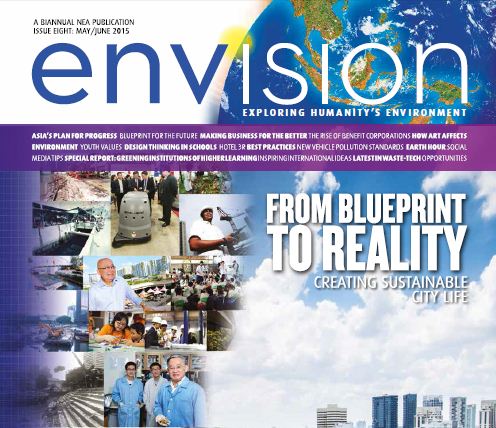 A BIANNUAL NEA PUBLICATION
ISSUE EIGHT: MAY/JUNE 2015
envision
EXPLORING HUMANITY'S ENVIRONMENT
ASIA'S PLAN FOR PROGRESS BLUEPRINT FOR THE FUTURE MAKING BUSINESS FOR THE BETTER THE RISE OF BENEFIT CORPORATIONS HOW ART AFFECTS
ENVIRONMENT YOUTH VALUES DESIGN THINKING IN SCHOOLS HOTEL 3R BEST PRACTICES NEW VEHICLE POLLUTION STANDARDS EARTH HOUR SOCIAL
MEDIA TIPS SPECIAL REPORT: GREENING INSTITUTIONS OF HIGHER LEARNING INSPIRING INTERNATIONAL IDEAS LATEST IN WASTE-TECH OPPORTUNITIES
FROM BLUEPRINT
TO REALITY
CREATING SUSTAINABLE
CITY LIFE